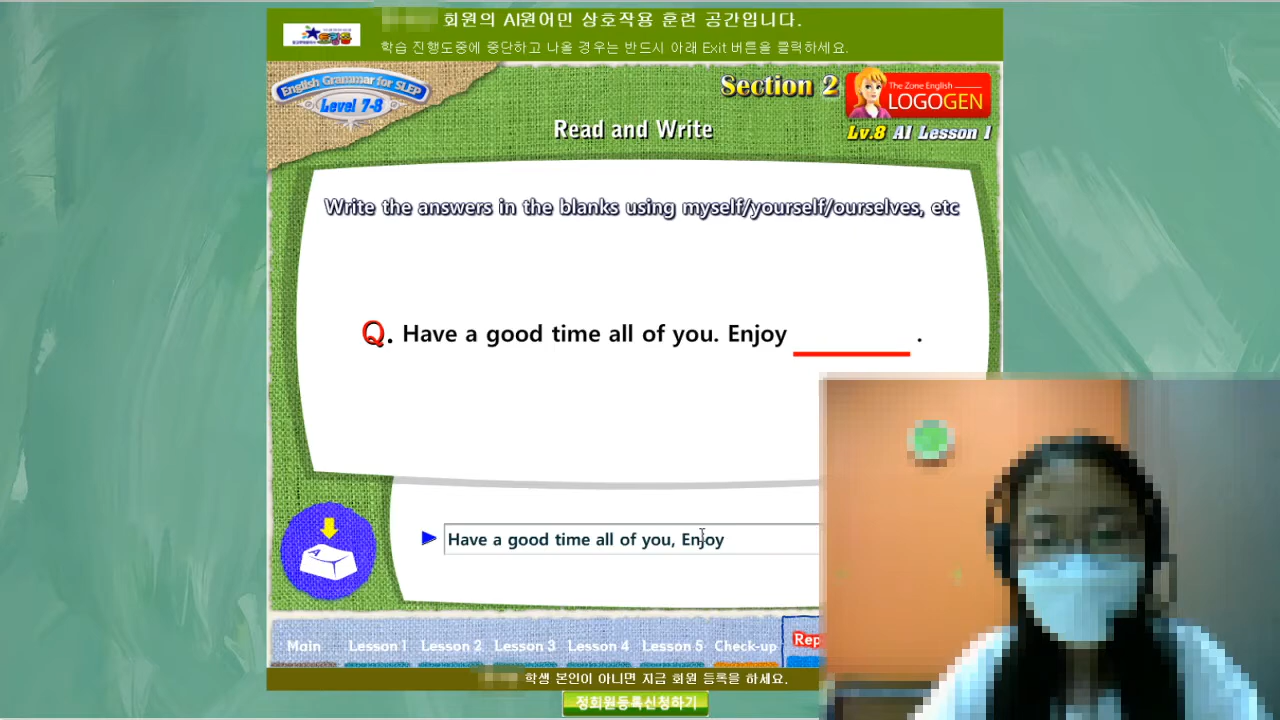 회원의 AI원어민 상호작용 훈련 공간입니다.
학습 진행도중에 중단하고 나올 경우는 반드시 아래 Exit 버튼을 클릭하세요.
English Grammar for SLEP
Level 7-8
Section 2
The Zone English
LOGOGEN
Lv.8 AI Lesson 1
Read and Write
Write the answers in the blanks using myself/yourself/ourselves, etc
Q. Have a good time all of you. Enjoy ________ .
Have a good time all of you, Enjoy
A
Main Lesson 1 Lesson 2 Lesson 3 Lesson 4 Lesson 5 Check-up Rep
학생 본인이 아니면 지금 회원 등록을 하세요.
정회원등록신청하기